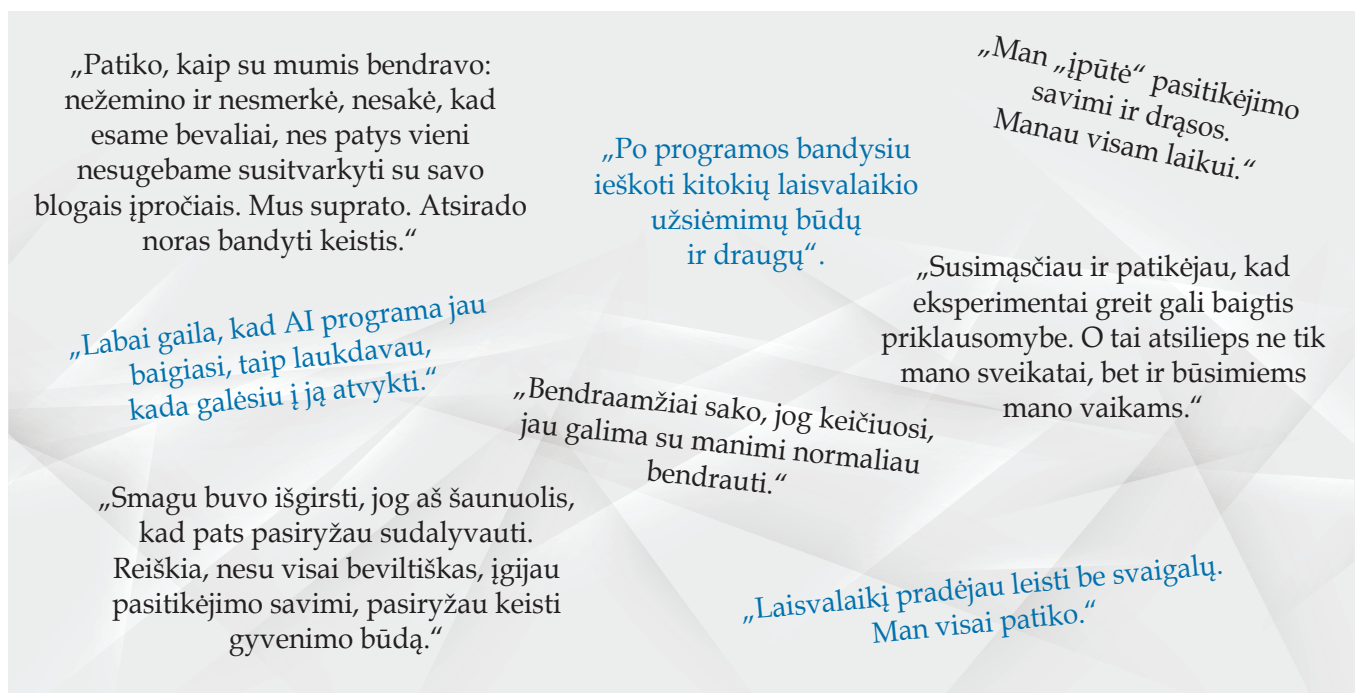 „Patiko, kaip su mumis bendravo:
nežemino ir nesmerkė, nesakė, kad
esame bevaliai, nes patys vieni
nesugebame susitvarkyti su savo
blogais įpročiais. Mus suprato. Atsirado
noras bandyti keistis.“
„Man „įpūtė“ pasitikėjimo
savimi ir drąsos.
Manau visam laikui.“
„Po programos bandysiu
ieškoti kitokių laisvalaikio
užsiėmimų būdų
ir draugų“.
„Susimąsčiau ir patikėjau, kad
eksperimentai greit gali baigtis
priklausomybe. O tai atsilieps ne tik
mano sveikatai, bet ir būsimiems
mano vaikams.“
„Labai gaila, kad AI programa jau
baigiasi, taip laukdavau,
kada galėsiu į ją atvykti.“
„Bendraamžiai sako, jog keičiuosi,
jau galima su manimi normaliau
bendrauti.“
„Smagu buvo išgirsti, jog aš šaunuolis,
kad pats pasiryžau sudalyvauti.
Reiškia, nesu visai beviltiškas, įgijau
pasitikėjimo savimi, pasiryžau keisti
gyvenimo būdą.“
„Laisvalaikį pradėjau leisti be svaigalų.
Man visai patiko.“